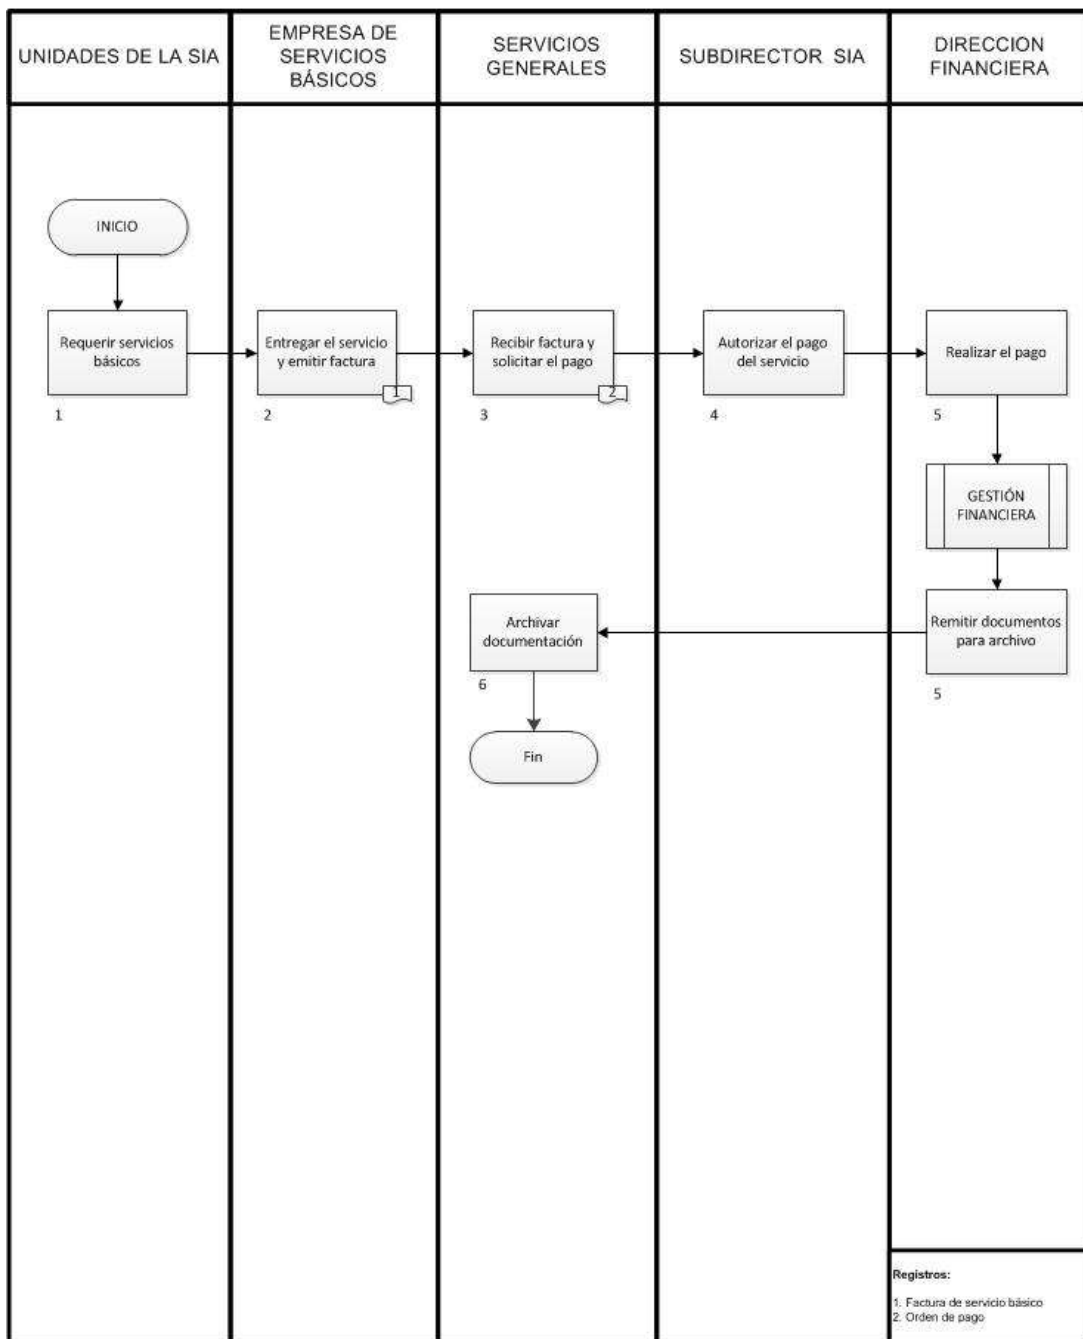 UNIDADES DE LA SIA
EMPRESA DE
SERVICIOS
BÁSICOS
SERVICIOS
GENERALES
SUBDIRECTOR SIA
DIRECCION
FINANCIERA
INICIO
Requerir servicios
básicos
1
Entregar el servicio
y emitir factura
1
2
Recibir factura y
solicitar el pago
2
3
Autorizar el pago
del servicio
4
Realizar el pago
5
GESTIÓN
FINANCIERA
Remitir documentos
para archivo
5
Archivar
documentación
6
Fin
Registros:
1. Factura de servicio básico
2. Orden de pago